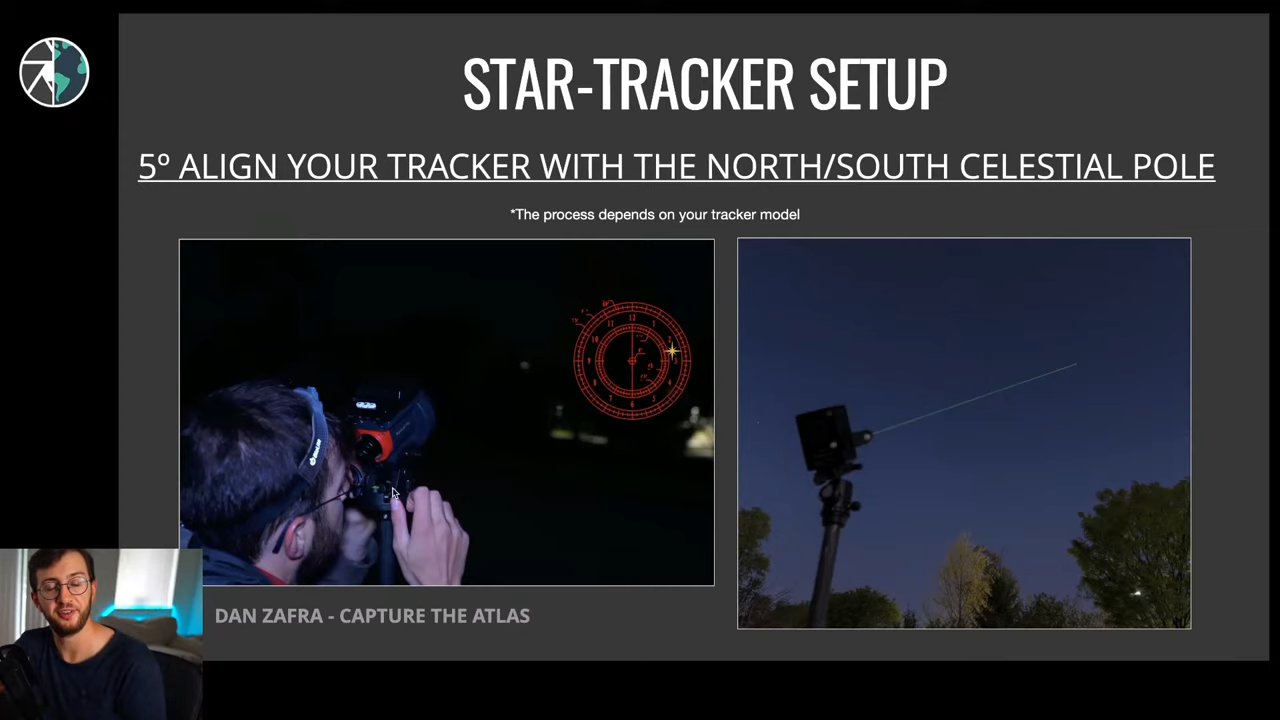 STAR-TRACKER SETUP
5º ALIGN YOUR TRACKER WITH THE NORTH/SOUTH CELESTIAL POLE
*The process depends on your tracker model
DAN ZAFRA - CAPTURE THE ATLAS